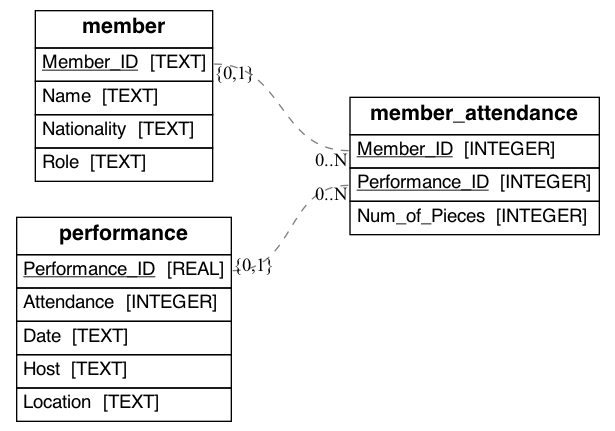 member
Member_ID [TEXT]
Name [TEXT]
Nationality [TEXT]
Role [TEXT]
{0,1}
member_attendance
Member_ID [INTEGER]
Performance_ID [INTEGER]
Num_of_Pieces [INTEGER]
0..N
0..N
performance
Performance_ID [REAL]
Attendance [INTEGER]
Date [TEXT]
Host [TEXT]
Location [TEXT]
{0,1}